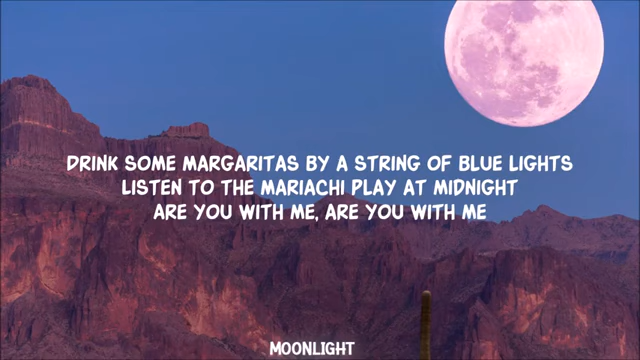 DRINK SOME MARGARITAS BY A STRING OF BLUE LIGHTS
LISTEN TO THE MARIACHI PLAY AT MIDNIGHT
ARE YOU WITH ME, ARE YOU WITH ME
MOONLIGHT